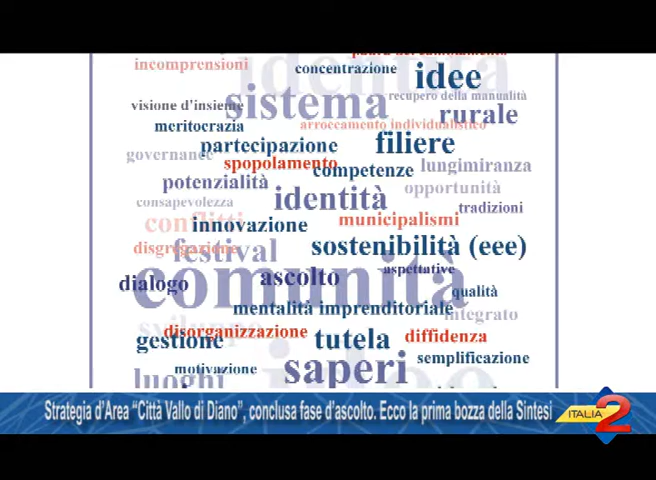 incomprensioni
identità
concentrazione
idee
recupero della manualità
sistema
visione d'insieme
rurale
meritocrazia
arroccamento individualistico
partecipazione
filiere
governance
spopolamento
competenze
lungimiranza
potenzialità
opportunità
identità
consapevolezza
tradizioni
conflitti
innovazione
municipalismi
disgregazione
festival
sostenibilità (eee)
comunità
ascolto
aspettative
dialogo
qualità
mentalità imprenditoriale
integrato
sviluppo
disorganizzazione
gestione
tutela
diffidenza
saperi
semplificazione
motivazione
luoghi
Strategia d'Area "Città Vallo di Diano", conclusa fase d'ascolto. Ecco la prima bozza della Sintesi
ITALIA 2